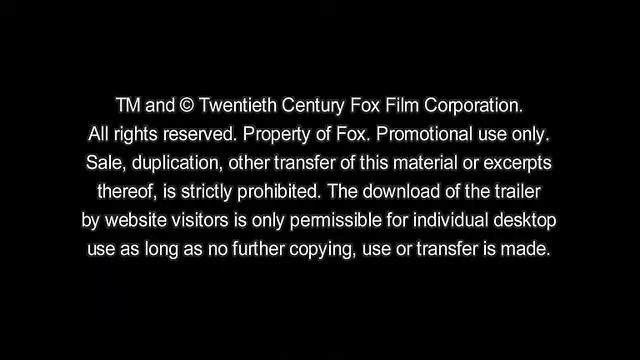 TM and © Twentieth Century Fox Film Corporation.
All rights reserved. Property of Fox. Promotional use only.
Sale, duplication, other transfer of this material or excerpts
thereof, is strictly prohibited. The download of the trailer
by website visitors is only permissible for individual desktop
use as long as no further copying, use or transfer is made.